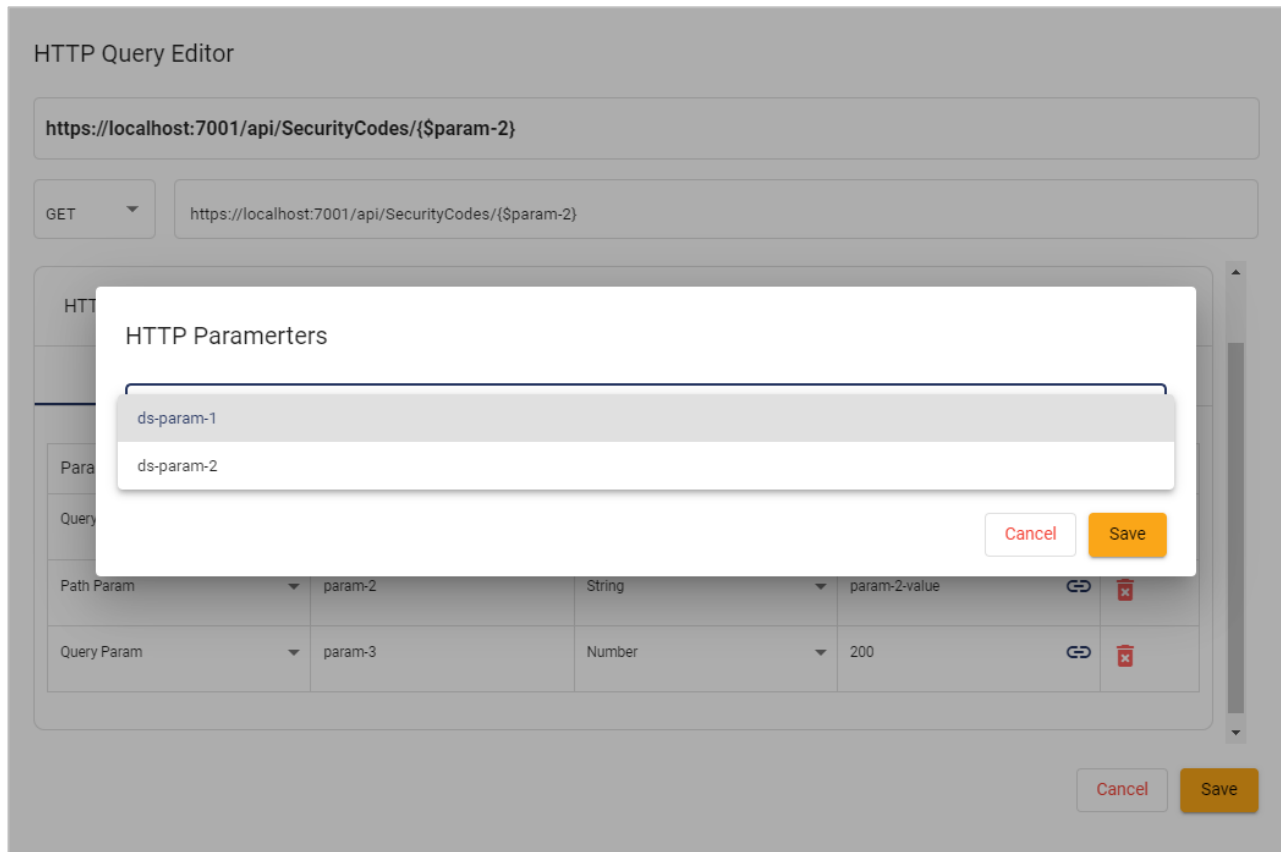 HTTP Query Editor
https://localhost:7001/api/SecurityCodes/{$param-2}
GET https://localhost:7001/api/SecurityCodes/{$param-2}
HTT
HTTP Paramerters
ds-param-1
ds-param-2
Para
Query
Cancel Save
Path Param param-2 String param-2-value
Query Param param-3 Number 200
Cancel Save